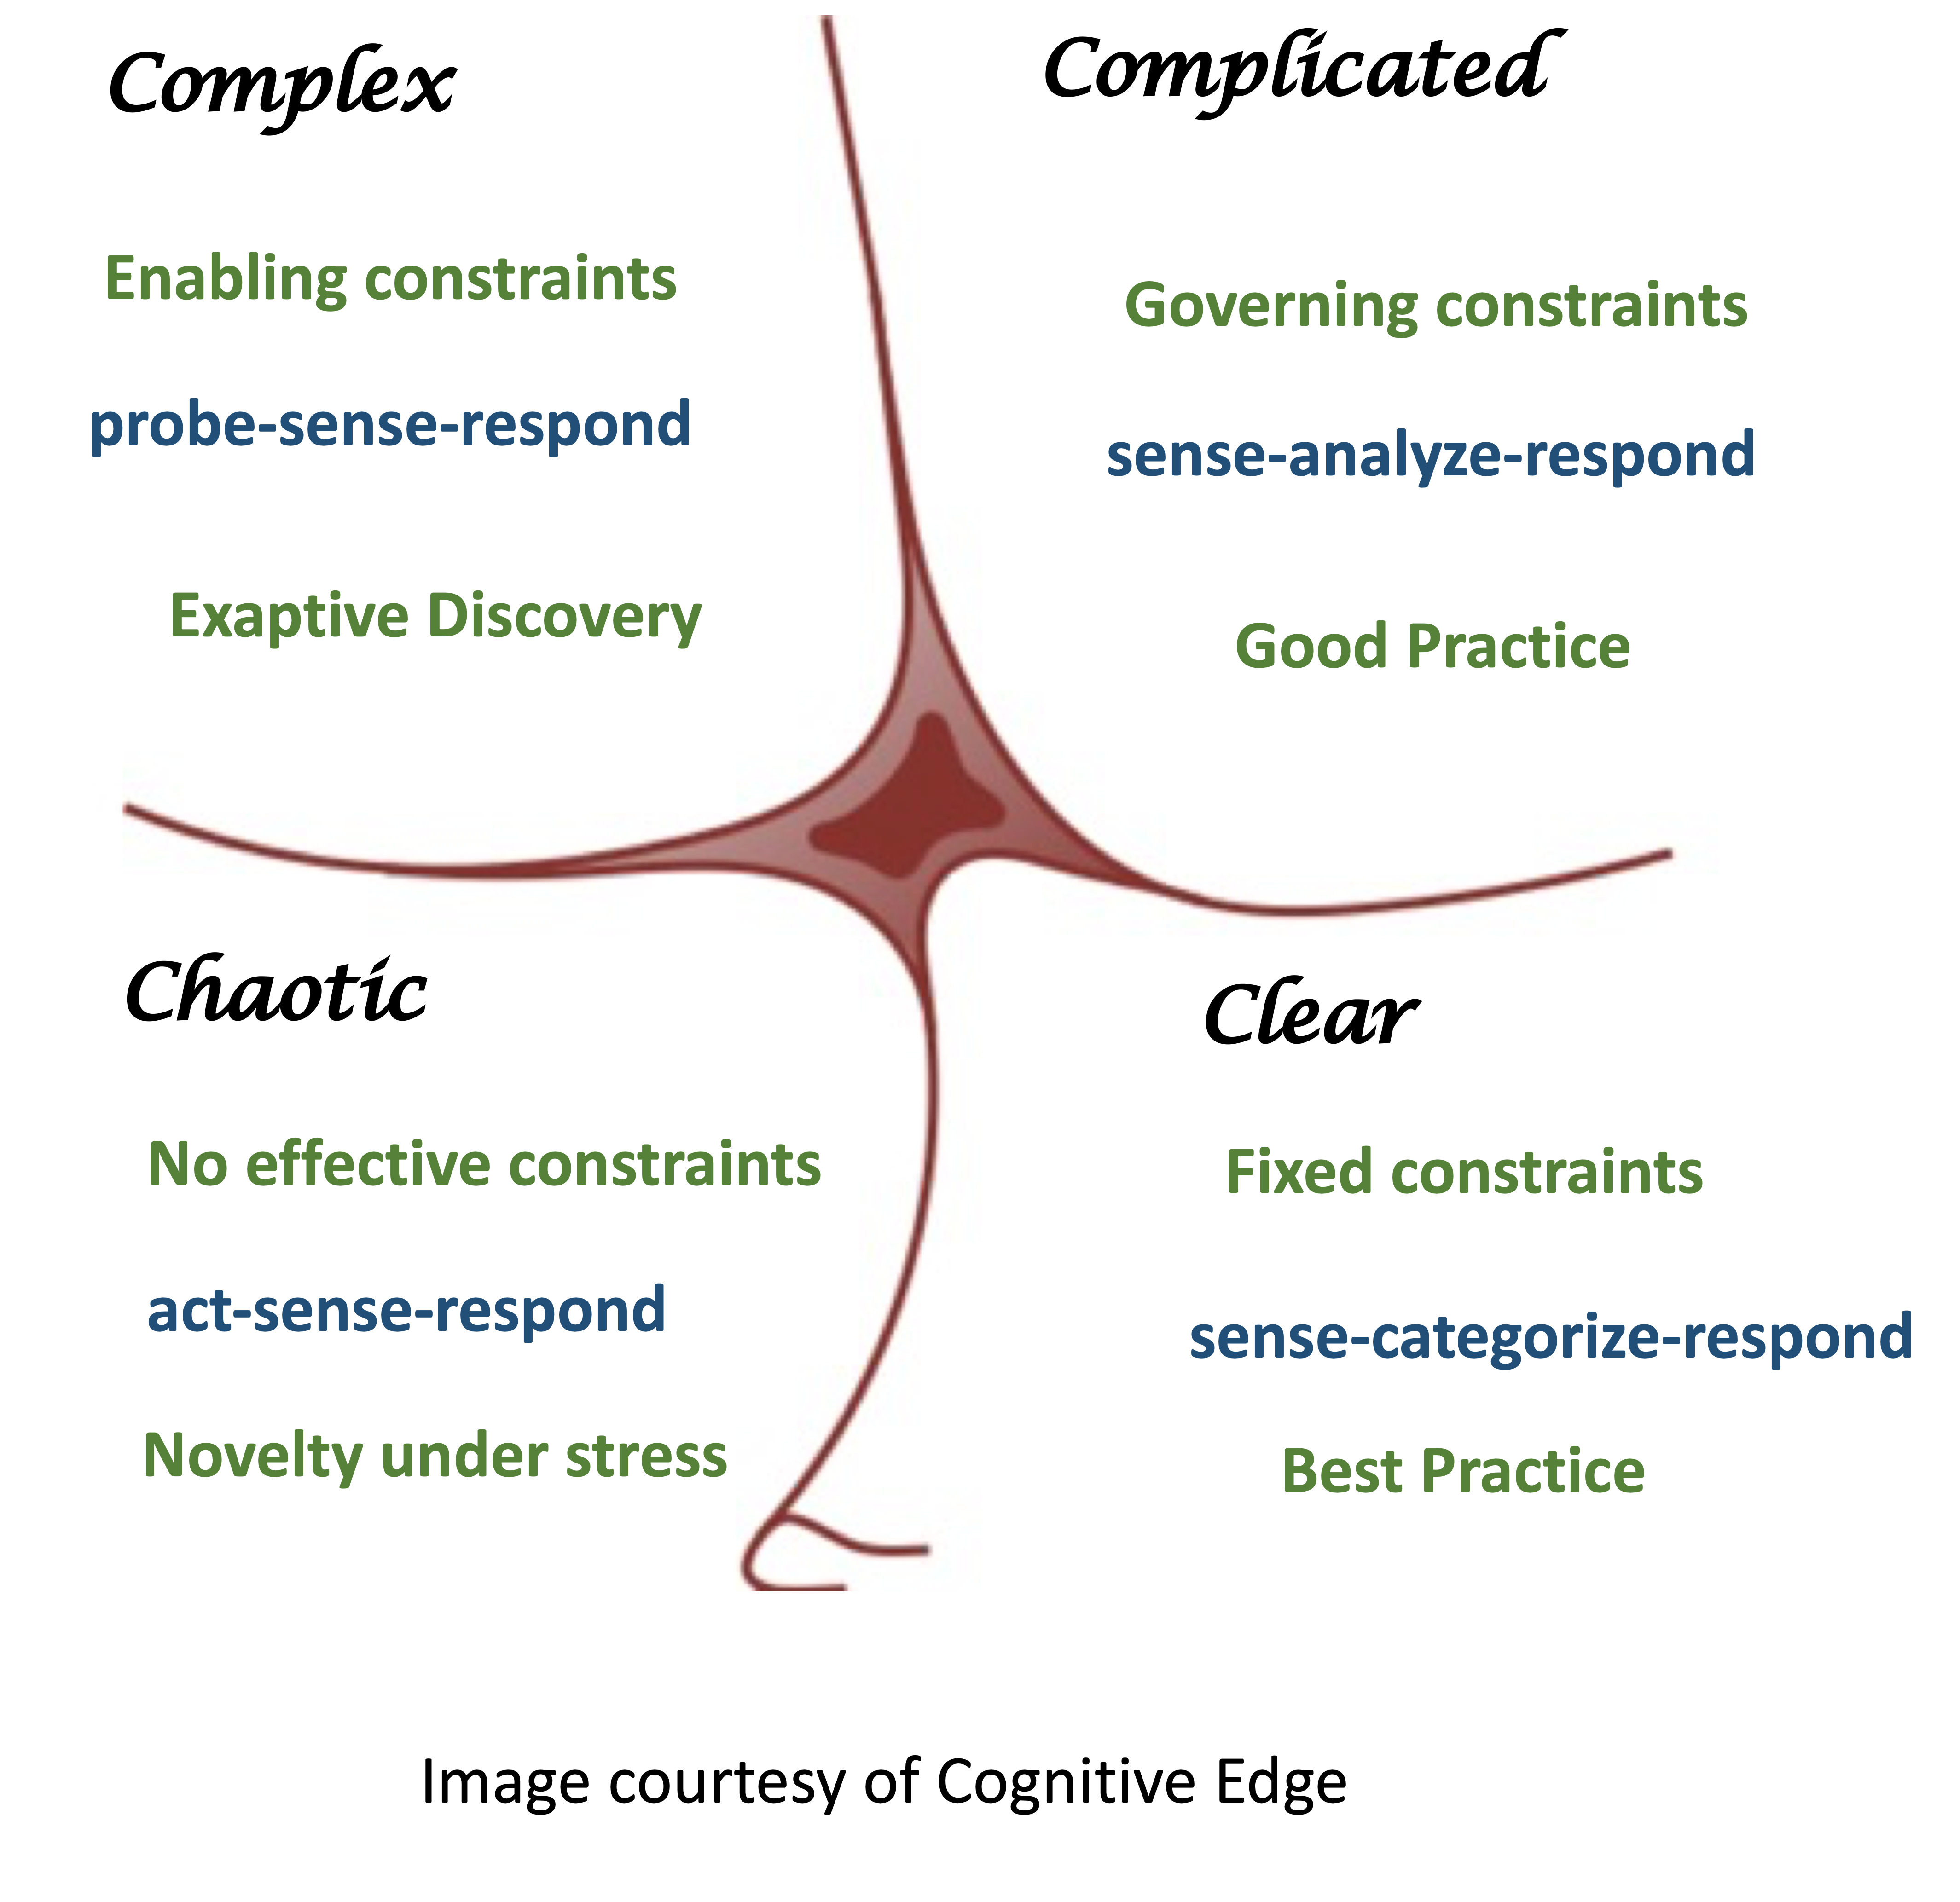 Complex
Enabling constraints
probe-sense-respond
Exaptive Discovery
Complicated
Governing constraints
sense-analyze-respond
Good Practice
Chaotic
No effective constraints
act-sense-respond
Novelty under stress
Clear
Fixed constraints
sense-categorize-respond
Best Practice
Image courtesy of Cognitive Edge